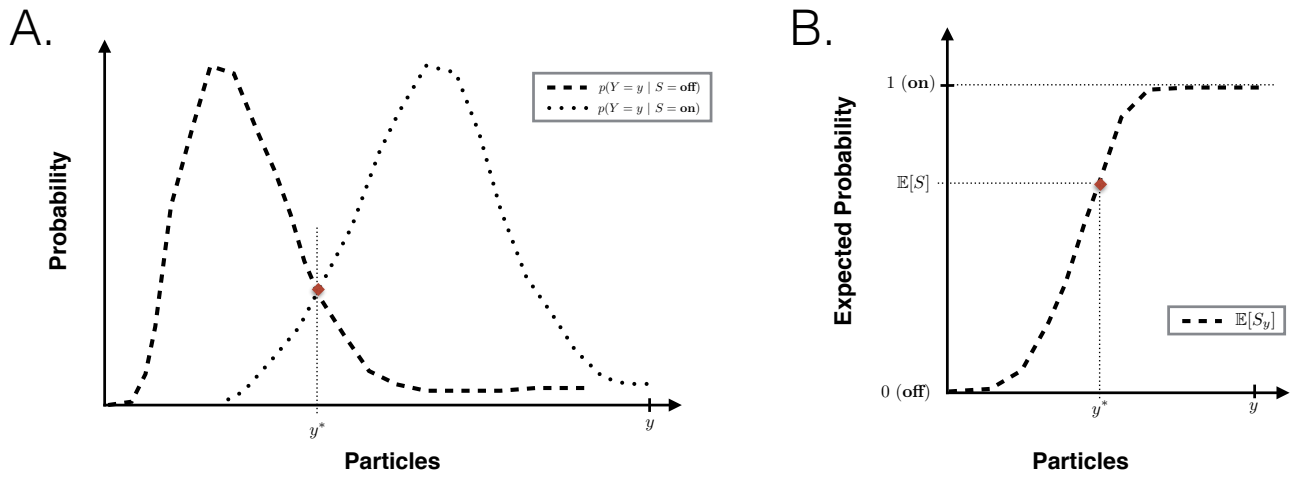 A.
Probability
p(Y = y | S = off)
p(Y = y | S = on)
y*
y
Particles
B.
Expected Probability
1 (on)
𝔼[S]
0 (off)
𝔼[S_y]
y*
y
Particles